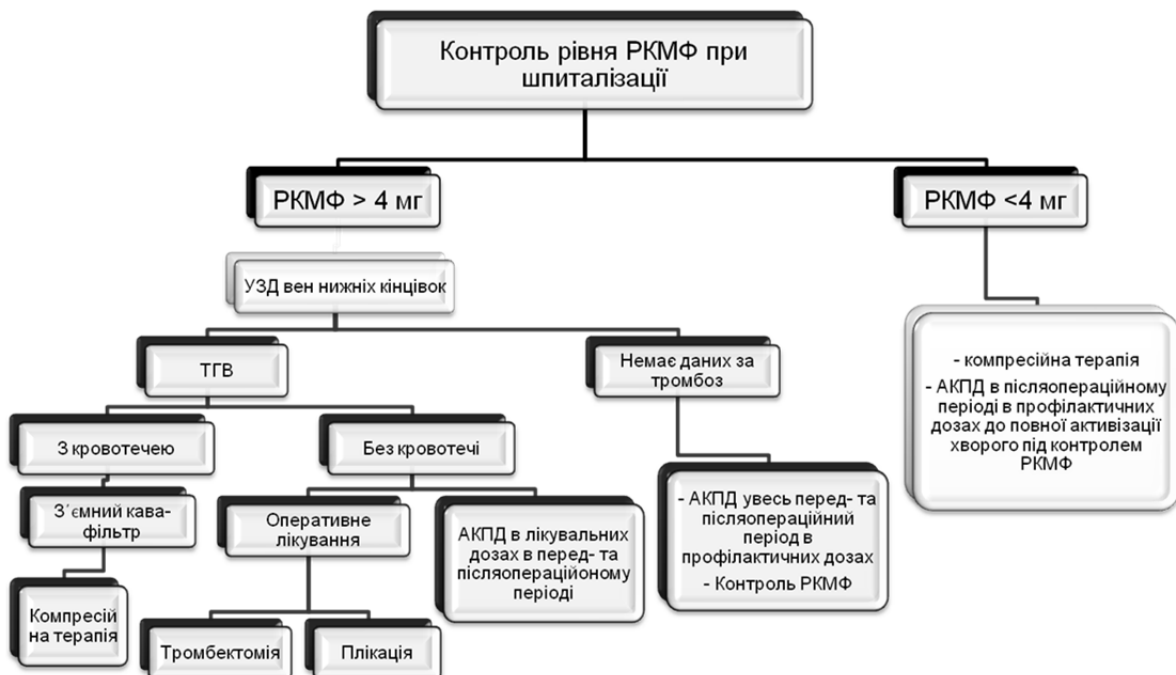 Контроль рівня РКМФ при
шпиталізації
РКМФ > 4 мг
РКМФ <4 мг
УЗД вен нижніх кінцівок
ТГВ
Немає даних за
тромбоз
- компресійна терапія
- АКПД в післяопераційному
періоді в профілактичних
дозах до повної активізації
хворого під контролем
РКМФ
З кровотечею
Без кровотечі
З´ємний кава-
фільтр
Оперативне
лікування
АКПД в лікувальних
дозах в перед- та
післяопераційоному
періоді
- АКПД увесь перед- та
післяопераційний
період в
профілактичних дозах
- Контроль РКМФ
Компресій
на терапія
Тромбектомія
Плікація